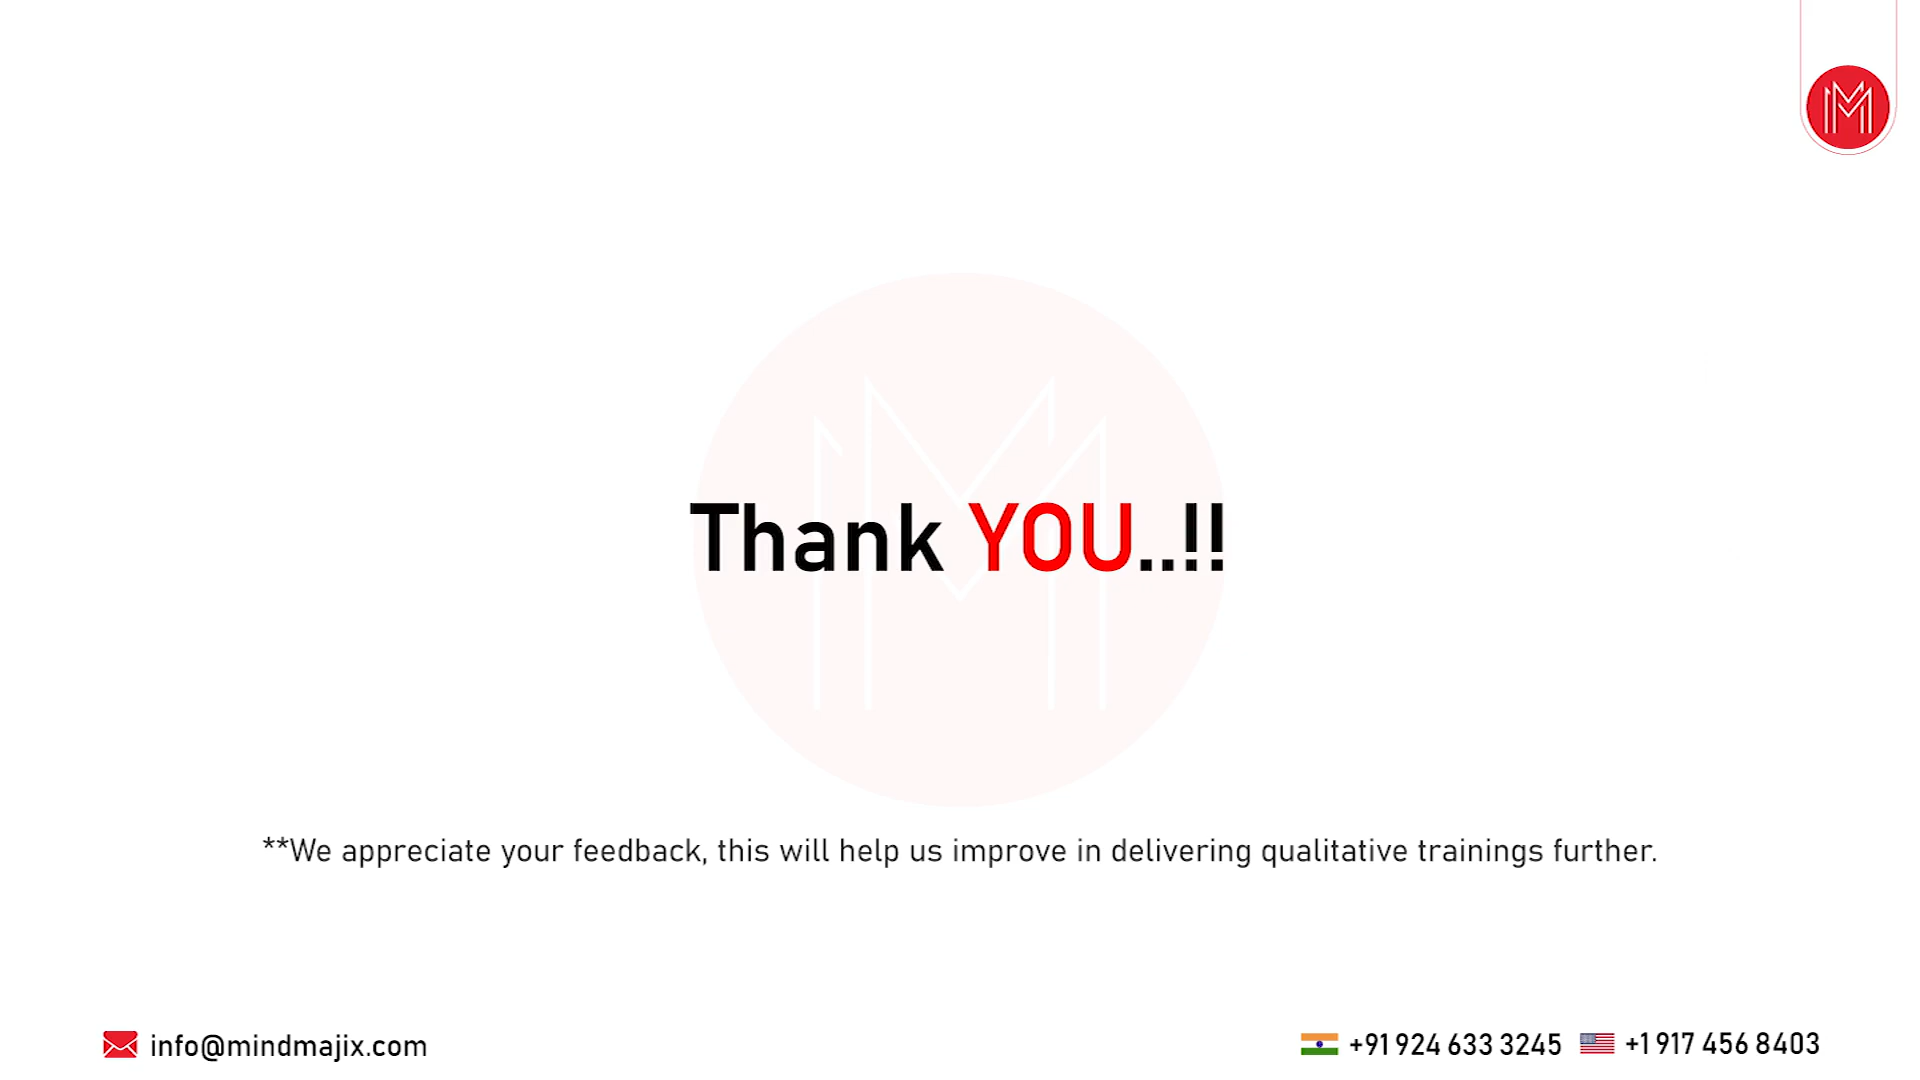 Thank YOU..!!
**We appreciate your feedback, this will help us improve in delivering qualitative trainings further.
info@mindmajix.com
+91 924 633 3245
+1 917 456 8403